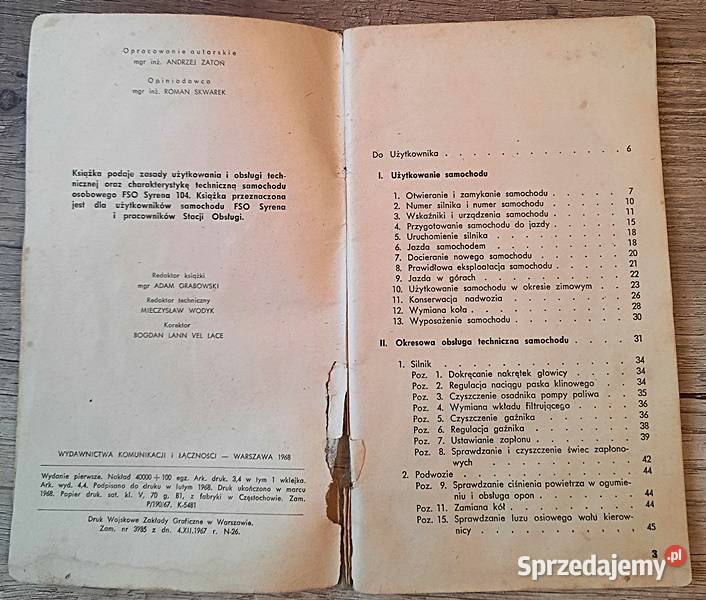 Opracowanie autorskie
mgr inż. ANDRZEJ ZATOŃ
Opiniodawca
mgr inż. ROMAN SKWAREK
Książka podaje zasady użytkowania i obsługi tech-
nicznej oraz charakterystykę techniczną samochodu
osobowego FSO Syrena 104. Książka przeznaczona
jest dla użytkowników samochodu FSO Syrena
i pracowników Stacji Obsługi.
Redaktor książki
mgr ADAM GRABOWSKI
Redaktor techniczny
MIECZYSŁAW WODYK
Korektor
BOGDAN LANN VEL LACE
WYDAWNICTWA KOMUNIKACJI I ŁĄCZNOŚCI — WARSZAWA 1968
Wydanie pierwsze. Nakład 40000 + 100 egz. Ark. druk. 3,4 w tym 1 wklejka.
Ark. wyd. 4,4. Podpisano do druku w lutym 1968. Druk ukończono w marcu
1968. Papier druk. sat. kl. V, 70 g, B1, z fabryki w Częstochowie. Zam.
P/190/67. K-5481
Druk Wojskowe Zakłady Graficzne w Warszawie.
Zam. nr 3985 z dn. 4.XII.1967 r. N-26.
Do Użytkownika . . . . . . . . . . . 6
I. Użytkowanie samochodu
1. Otwieranie i zamykanie samochodu . . . . . 7
2. Numer silnika i numer samochodu . . . . . 10
3. Wskaźniki i urządzenia samochodu . . . . . 11
4. Przygotowanie samochodu do jazdy . . . . . 15
5. Uruchomienie silnika . . . . . . . . 18
6. Jazda samochodem . . . . . . . . 18
7. Docieranie nowego samochodu . . . . . . 20
8. Prawidłowa eksploatacja samochodu . . . . . 21
9. Jazda w górach . . . . . . . . . 22
10. Użytkowanie samochodu w okresie zimowym . . . 23
11. Konserwacja nadwozia . . . . . . . . 26
12. Wymiana koła . . . . . . . . . 28
13. Wyposażenie samochodu . . . . . . . 30
II. Okresowa obsługa techniczna samochodu . . . . 31
1. Silnik . . . . . . . . . . . 34
Poz. 1. Dokręcanie nakrętek głowicy . . . . 34
Poz. 2. Regulacja naciągu paska klinowego . . . 34
Poz. 3. Czyszczenie osadnika pompy paliwa . . . 35
Poz. 4. Wymiana wkładu filtrującego . . . . 36
Poz. 5. Czyszczenie gaźnika . . . . . . 36
Poz. 6. Regulacja gaźnika . . . . . . 38
Poz. 7. Ustawianie zapłonu . . . . . . 39
Poz. 8. Sprawdzanie i czyszczenie świec zapłono-
wych . . . . . . . . . . 42
2. Podwozie . . . . . . . . . . 44
Poz. 9. Sprawdzanie ciśnienia powietrza w ogumie-
niu i obsługa opon . . . . . . 44
Poz. 11. Zamiana kół . . . . . . . . 44
Poz. 15. Sprawdzanie luzu osiowego wału kierow-
nicy . . . . . . . . . . 45
3
Sprzedajemy.pl